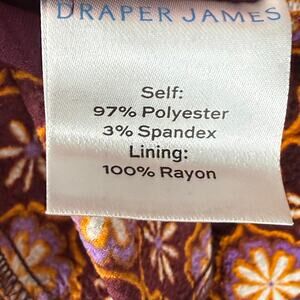 DRAPER JAMES
Self:
97% Polyester
3% Spandex
Lining:
100% Rayon